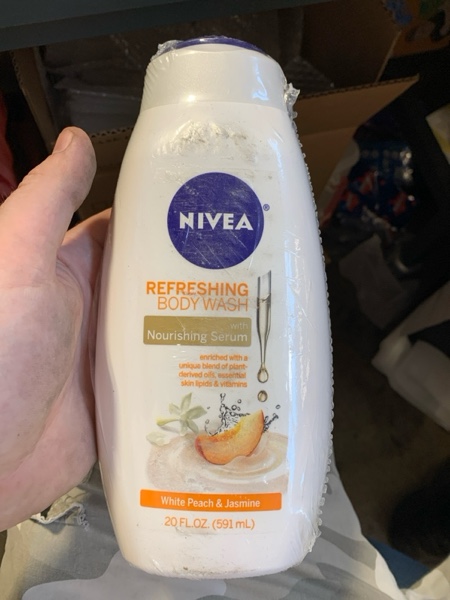 NIVEA®
REFRESHING
BODY WASH
with
Nourishing Serum
enriched with a
unique blend of plant-
derived oils, essential
skin lipids & vitamins
White Peach & Jasmine
20 FL.OZ. (591 mL)